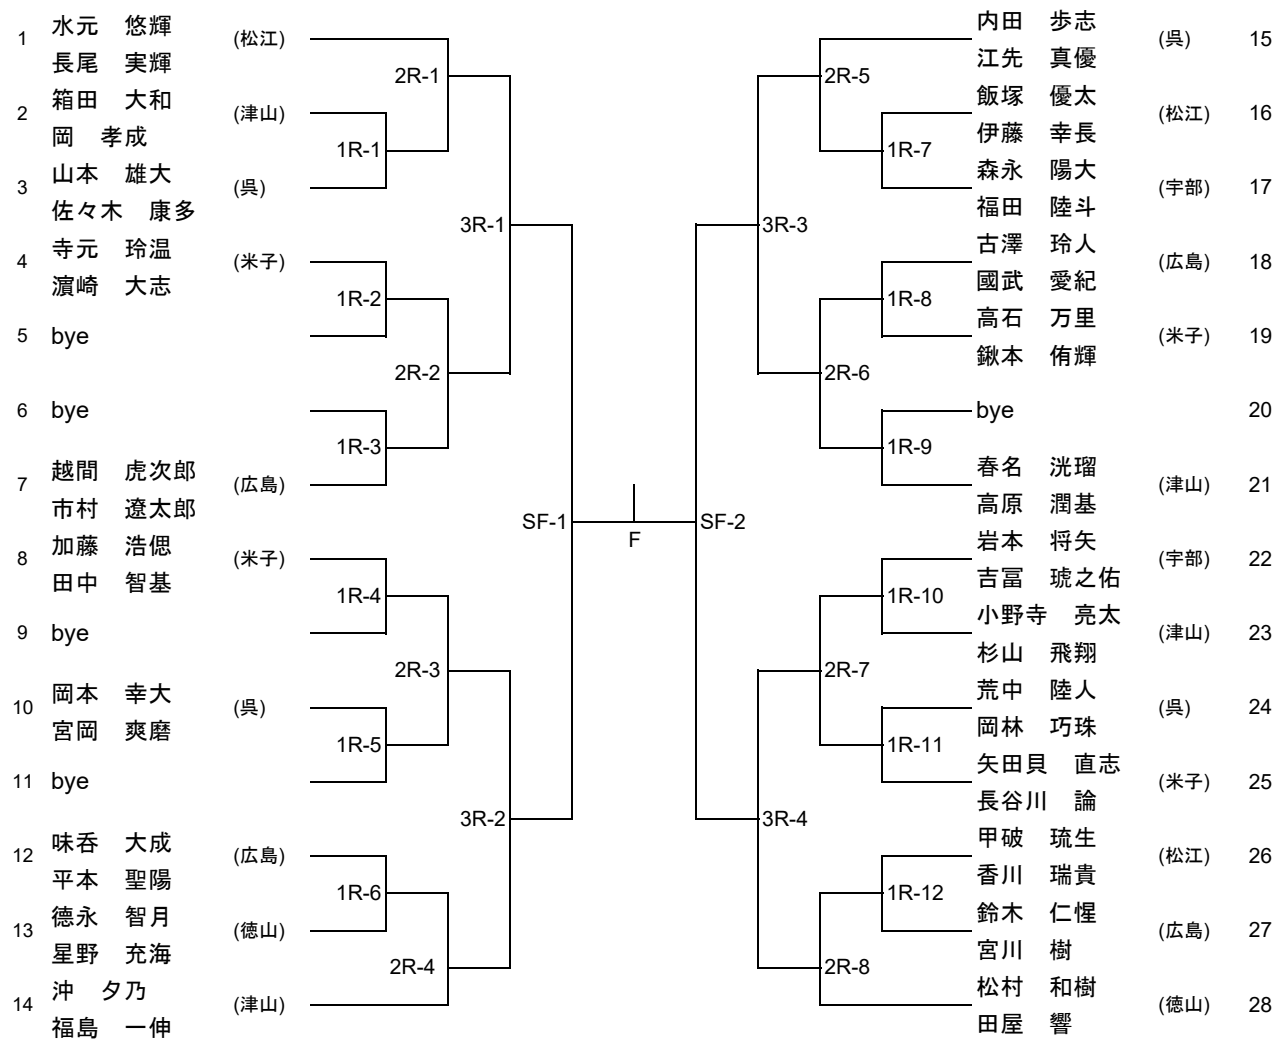 1 水元　悠輝 (松江)
長尾　実輝
2 箱田　大和 (津山)
岡　孝成
3 山本　雄大 (呉)
佐々木　康多
4 寺元　玲温 (米子)
濵崎　大志
5 bye
6 bye
7 越間　虎次郎 (広島)
市村　遼太郎
8 加藤　浩偲 (米子)
田中　智基
9 bye
10 岡本　幸大 (呉)
宮岡　爽磨
11 bye
12 味呑　大成 (広島)
平本　聖陽
13 德永　智月 (徳山)
星野　充海
14 沖　夕乃 (津山)
福島　一伸
2R-1
1R-1
3R-1
1R-2
2R-2
1R-3
SF-1
1R-4
2R-3
1R-5
3R-2
1R-6
2R-4
F
2R-5
1R-7
3R-3
1R-8
2R-6
1R-9
SF-2
1R-10
2R-7
1R-11
3R-4
1R-12
2R-8
内田　歩志 (呉) 15
江先　真優
飯塚　優太 (松江) 16
伊藤　幸長
森永　陽大 (宇部) 17
福田　陸斗
古澤　玲人 (広島) 18
國武　愛紀
高石　万里 (米子) 19
鍬本　侑輝
bye 20
春名　洸瑠 (津山) 21
高原　潤基
岩本　将矢 (宇部) 22
吉冨　琥之佑
小野寺　亮太 (津山) 23
杉山　飛翔
荒中　陸人 (呉) 24
岡林　巧珠
矢田貝　直志 (米子) 25
長谷川　論
甲破　琉生 (松江) 26
香川　瑞貴
鈴木　仁惺 (広島) 27
宮川　樹
松村　和樹 (徳山) 28
田屋　響